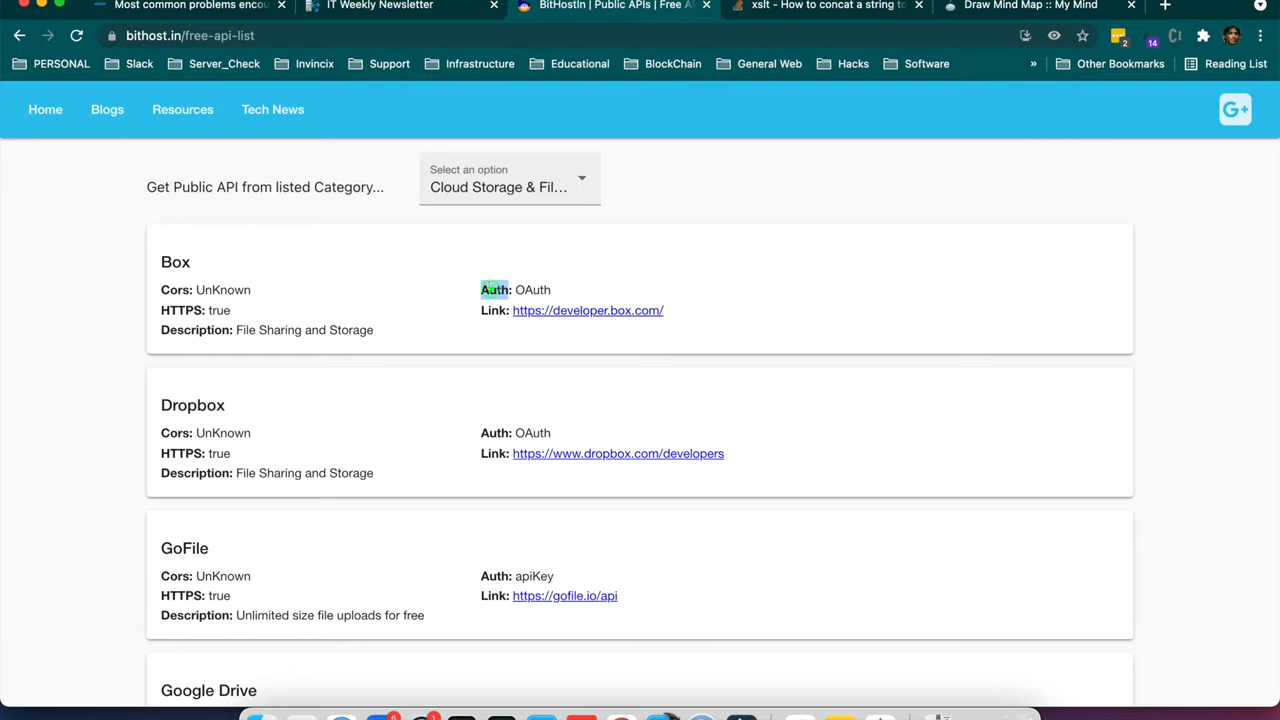 Most common problems encou
IT Weekly Newsletter
BitHostIn | Public APIs | Free A
xslt - How to concat a string to
Draw Mind Map :: My Mind
bithost.in/free-api-list
2
14
PERSONAL
Slack
Server_Check
Invincix
Support
Infrastructure
Educational
BlockChain
General Web
Hacks
Software
»
Other Bookmarks
Reading List
Home
Blogs
Resources
Tech News
G+
Get Public API from listed Category...
Select an option
Cloud Storage & Fil...
Box
Cors: UnKnown
Auth: OAuth
HTTPS: true
Link: https://developer.box.com/
Description: File Sharing and Storage
Dropbox
Cors: UnKnown
Auth: OAuth
HTTPS: true
Link: https://www.dropbox.com/developers
Description: File Sharing and Storage
GoFile
Cors: UnKnown
Auth: apiKey
HTTPS: true
Link: https://gofile.io/api
Description: Unlimited size file uploads for free
Google Drive